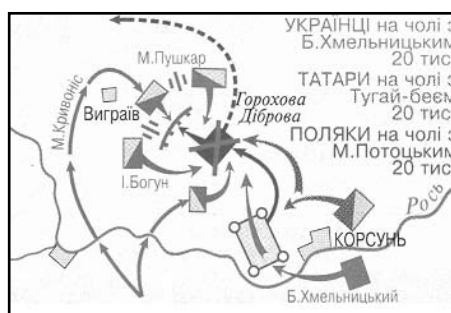 УКРАЇНЦІ на чолі з
Б.Хмельницьким
20 тис
ТАТАРИ на чолі з
Тугай-беєм
20 тис
ПОЛЯКИ на чолі з
М.Потоцьким
20 тис
М.Пушкар
Горохова
Діброва
М.Кривоніс
Виграїв
І.Богун
Рось
КОРСУНЬ
Б.Хмельницький